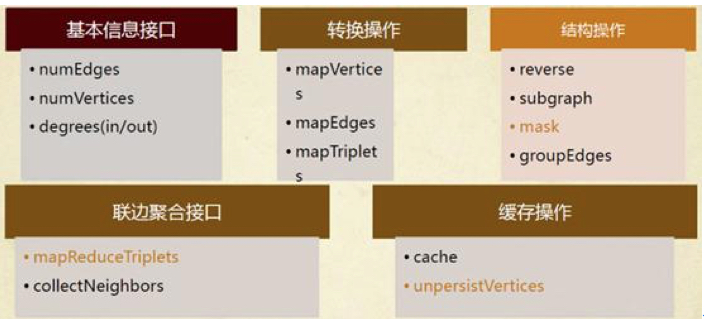 基本信息接口
• numEdges
• numVertices
• degrees(in/out)
转换操作
• mapVertice
s
• mapEdges
• mapTriplet
s
结构操作
• reverse
• subgraph
• mask
• groupEdges
联边聚合接口
• mapReduceTriplets
• collectNeighbors
缓存操作
• cache
• unpersistVertices